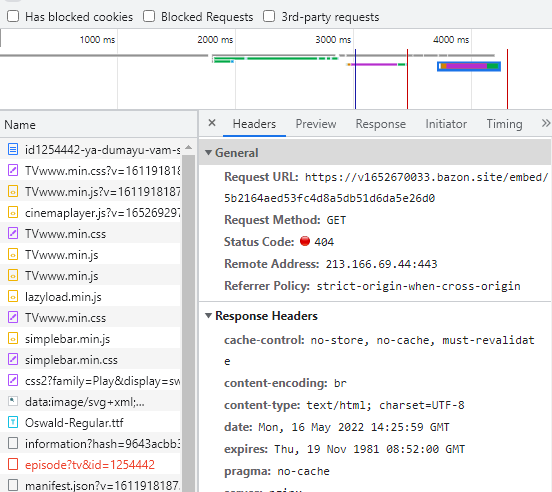 Has blocked cookies Blocked Requests 3rd-party requests
1000 ms 2000 ms 3000 ms 4000 ms
Name
id1254442-ya-dumayu-vam-s
TVwww.min.css?v=161191818
TVwww.min.js?v=1611918187
cinemaplayer.js?v=165269297
TVwww.min.css
TVwww.min.js
TVwww.min.js
lazyload.min.js
TVwww.min.css
simplebar.min.js
simplebar.min.css
css2?family=Play&display=sw
data:image/svg+xml;...
Oswald-Regular.ttf
information?hash=9643acbb3
episode?tv&id=1254442
manifest.json?v=1611918187
× Headers Preview Response Initiator Timing »
General
Request URL: https://v1652670033.bazon.site/embed/
5b2164aed53fc4d8a5db51d6da5e26d0
Request Method: GET
Status Code: 404
Remote Address: 213.166.69.44:443
Referrer Policy: strict-origin-when-cross-origin
Response Headers
cache-control: no-store, no-cache, must-revalidat
e
content-encoding: br
content-type: text/html; charset=UTF-8
date: Mon, 16 May 2022 14:25:59 GMT
expires: Thu, 19 Nov 1981 08:52:00 GMT
pragma: no-cache